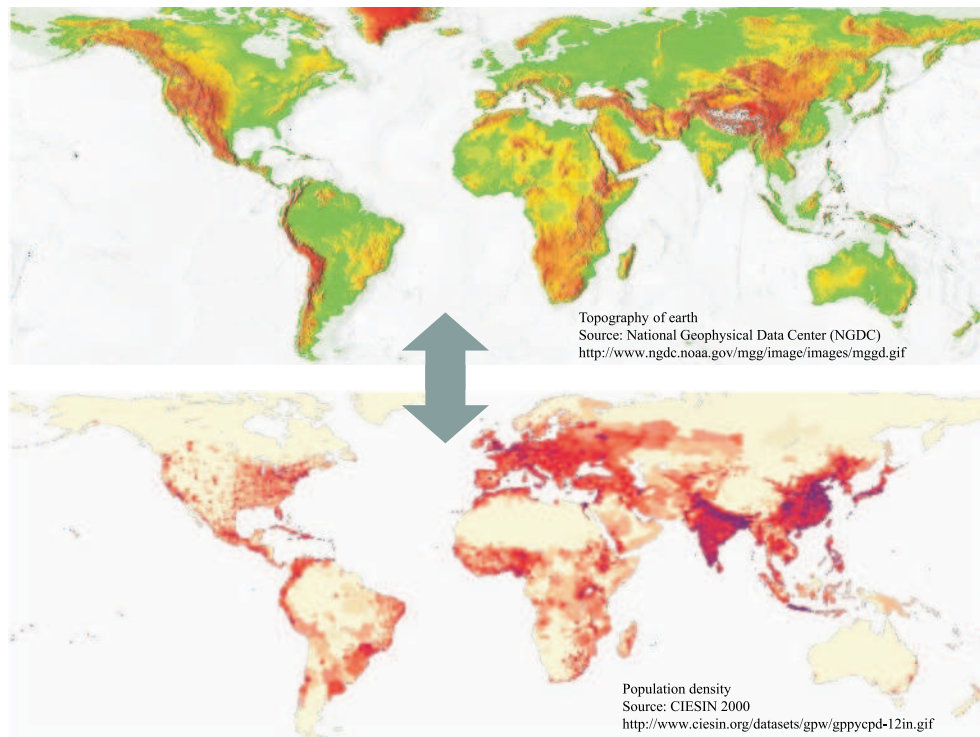 Topography of earth
Source: National Geophysical Data Center (NGDC)
http://www.ngdc.noaa.gov/mgg/image/images/mggd.gif
Population density
Source: CIESIN 2000
http://www.ciesin.org/datasets/gpw/gppycpd-12in.gif